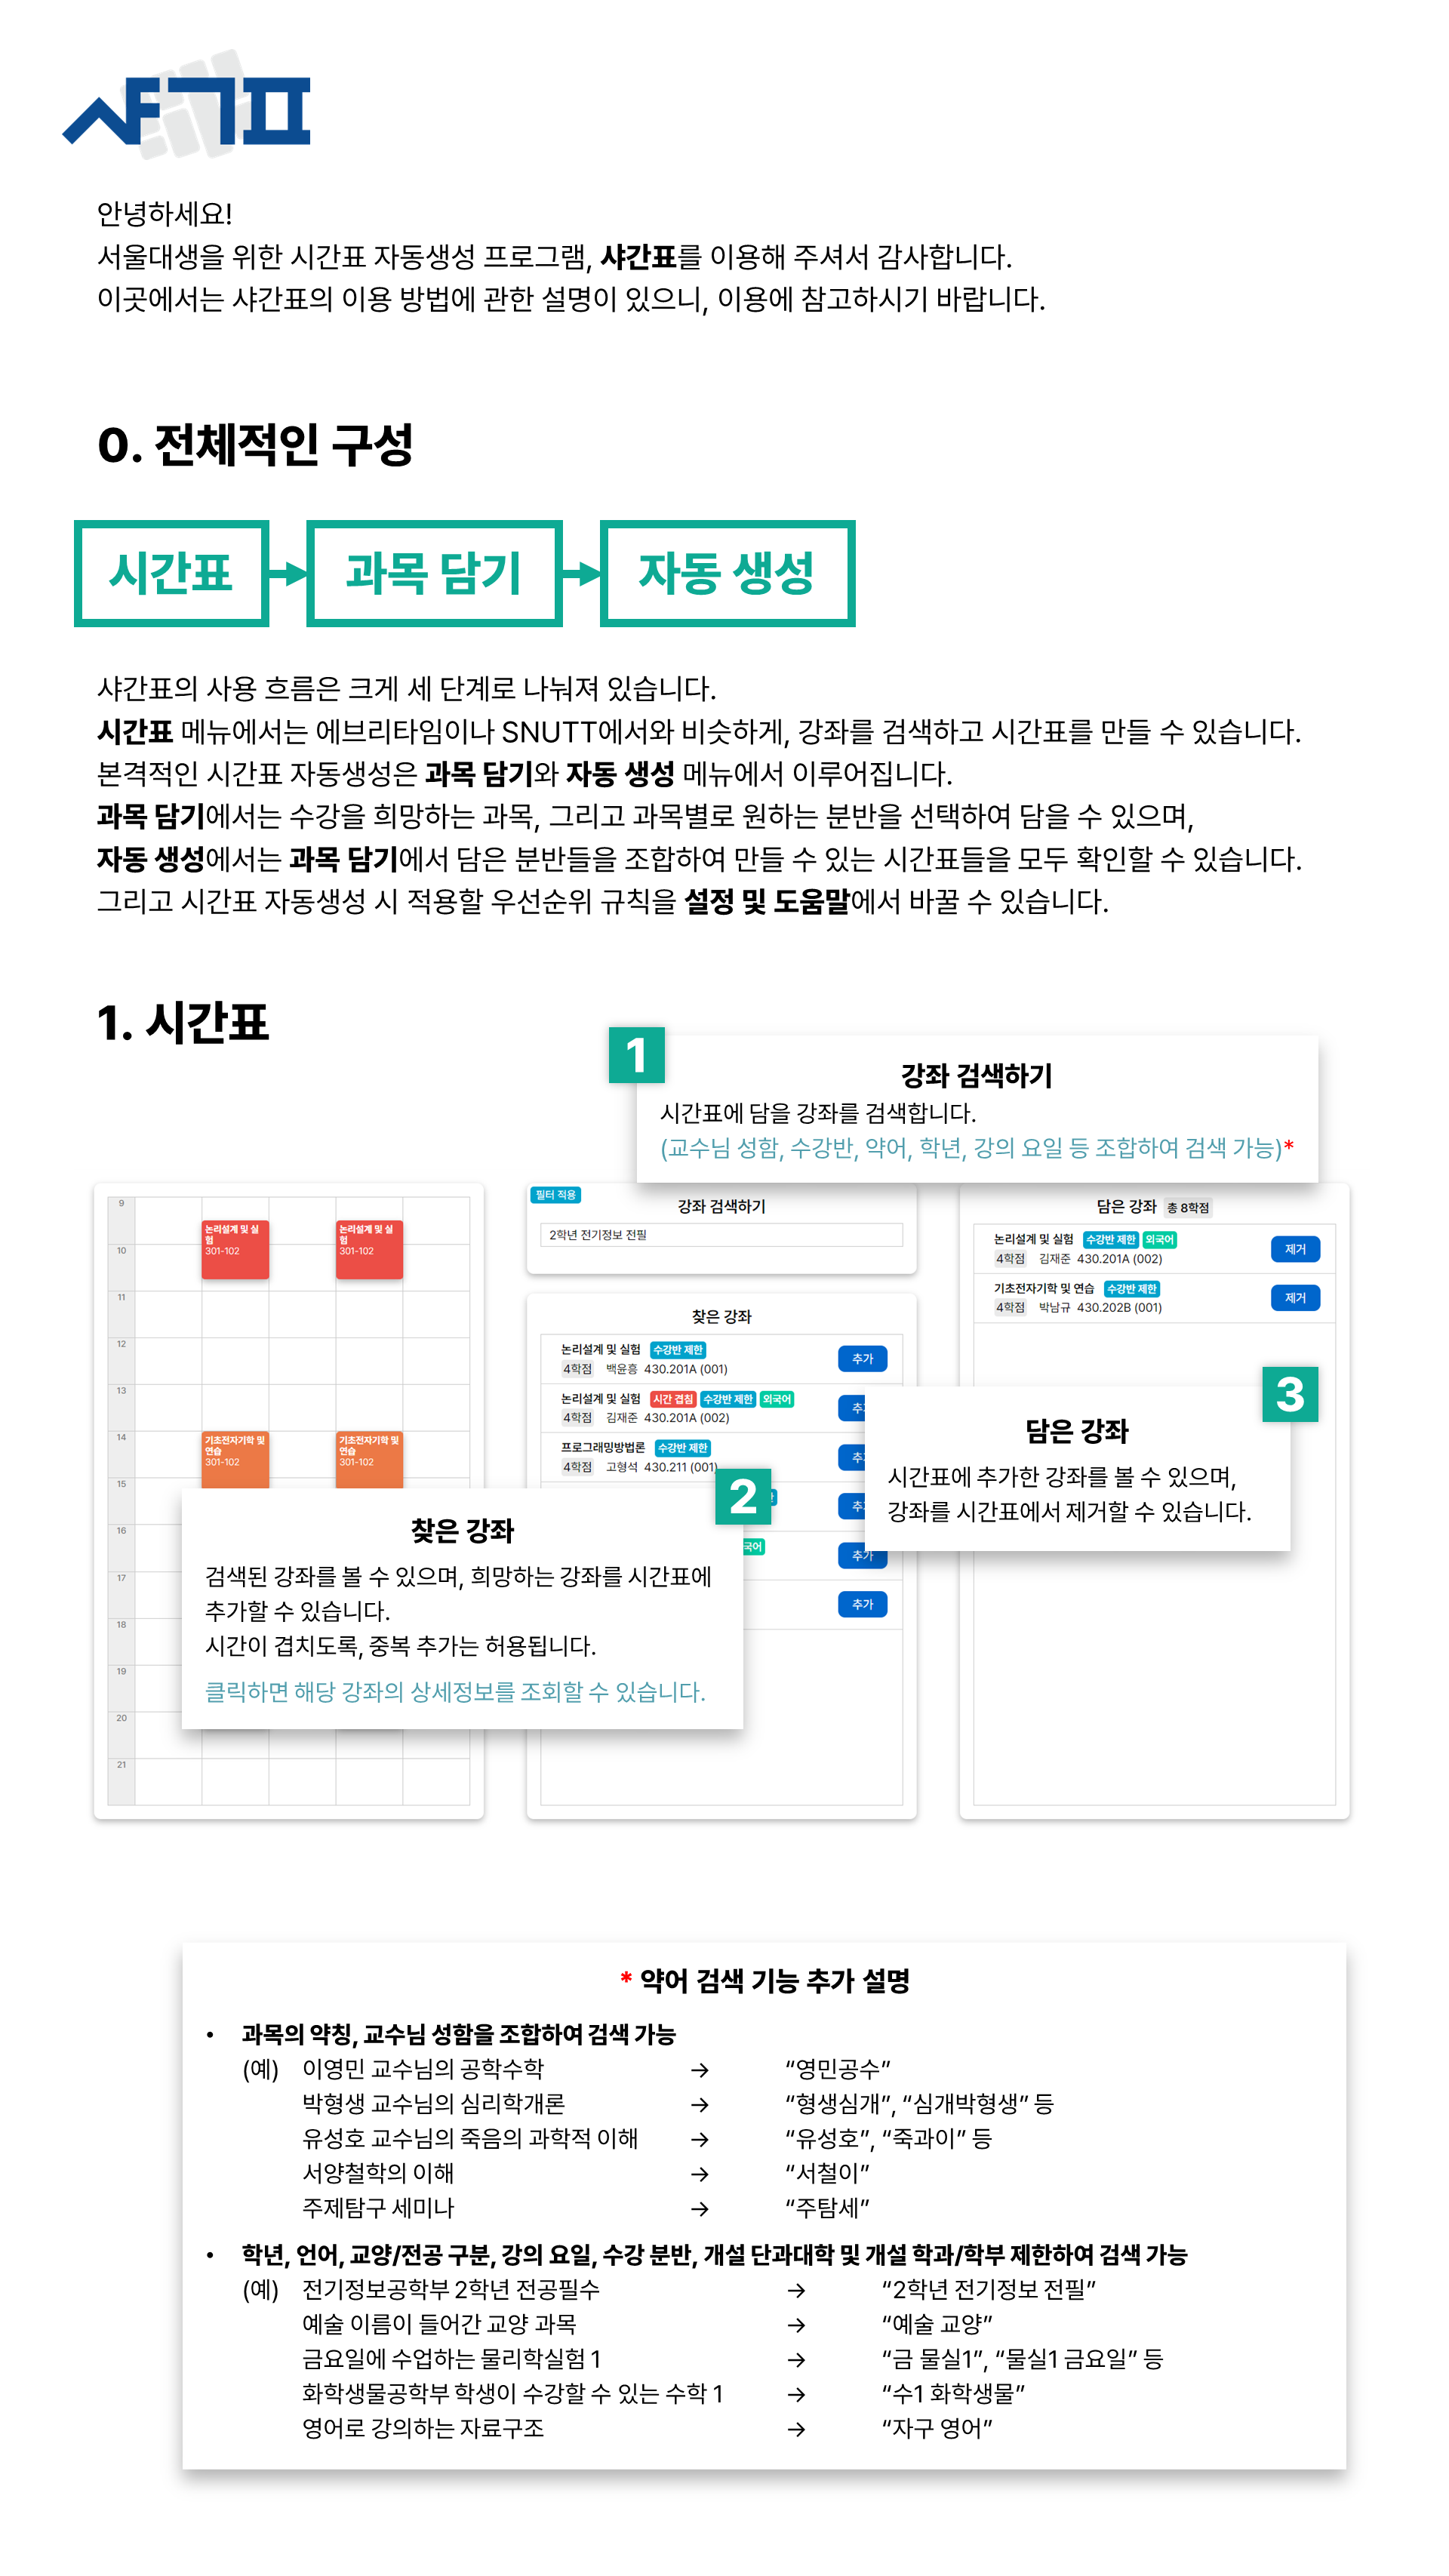 샤간표
안녕하세요!
서울대생을 위한 시간표 자동생성 프로그램, 샤간표를 이용해 주셔서 감사합니다.
이곳에서는 샤간표의 이용 방법에 관한 설명이 있으니, 이용에 참고하시기 바랍니다.
0. 전체적인 구성
시간표
과목 담기
자동 생성
샤간표의 사용 흐름은 크게 세 단계로 나눠져 있습니다.
시간표 메뉴에서는 에브리타임이나 SNUTT에서와 비슷하게, 강좌를 검색하고 시간표를 만들 수 있습니다.
본격적인 시간표 자동생성은 과목 담기와 자동 생성 메뉴에서 이루어집니다.
과목 담기에서는 수강을 희망하는 과목, 그리고 과목별로 원하는 분반을 선택하여 담을 수 있으며,
자동 생성에서는 과목 담기에서 담은 분반들을 조합하여 만들 수 있는 시간표들을 모두 확인할 수 있습니다.
그리고 시간표 자동생성 시 적용할 우선순위 규칙을 설정 및 도움말에서 바꿀 수 있습니다.
1. 시간표
1
강좌 검색하기
시간표에 담을 강좌를 검색합니다.
(교수님 성함, 수강반, 약어, 학년, 강의 요일 등 조합하여 검색 가능)*
9
논리설계 및 실
험
301-102
논리설계 및 실
험
301-102
10
11
12
13
14
기초전자기학 및
연습
301-102
기초전자기학 및
연습
301-102
15
16
17
18
19
20
21
필터 적용
강좌 검색하기
2학년 전기정보 전필
찾은 강좌
논리설계 및 실험 수강반 제한
4학점 백윤흥 430.201A (001)
추가
논리설계 및 실험 시간 겹침 수강반 제한 외국어
4학점 김재준 430.201A (002)
프로그래밍방법론 수강반 제한
4학점 고형석 430.211 (001)
국어
추가
추가
담은 강좌 총 8학점
논리설계 및 실험 수강반 제한 외국어
4학점 김재준 430.201A (002)
제거
기초전자기학 및 연습 수강반 제한
4학점 박남규 430.202B (001)
제거
3
담은 강좌
시간표에 추가한 강좌를 볼 수 있으며,
강좌를 시간표에서 제거할 수 있습니다.
2
찾은 강좌
검색된 강좌를 볼 수 있으며, 희망하는 강좌를 시간표에
추가할 수 있습니다.
시간이 겹치도록, 중복 추가는 허용됩니다.
클릭하면 해당 강좌의 상세정보를 조회할 수 있습니다.
* 약어 검색 기능 추가 설명
• 과목의 약칭, 교수님 성함을 조합하여 검색 가능
(예) 이영민 교수님의 공학수학 → “영민공수”
박형생 교수님의 심리학개론 → “형생심개”, “심개박형생” 등
유성호 교수님의 죽음의 과학적 이해 → “유성호”, “죽과이” 등
서양철학의 이해 → “서철이”
주제탐구 세미나 → “주탐세”
• 학년, 언어, 교양/전공 구분, 강의 요일, 수강 분반, 개설 단과대학 및 개설 학과/학부 제한하여 검색 가능
(예) 전기정보공학부 2학년 전공필수 → “2학년 전기정보 전필”
예술 이름이 들어간 교양 과목 → “예술 교양”
금요일에 수업하는 물리학실험 1 → “금 물실1”, “물실1 금요일” 등
화학생물공학부 학생이 수강할 수 있는 수학 1 → “수1 화학생물”
영어로 강의하는 자료구조 → “자구 영어”